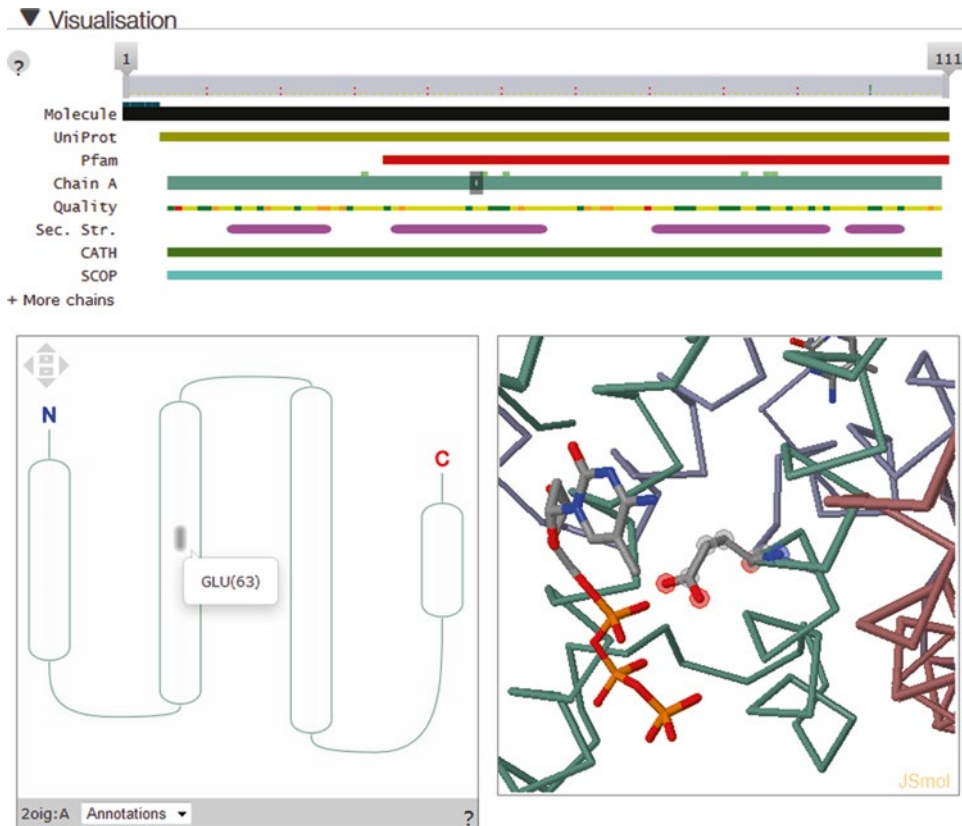 ▼ Visualisation
?
1
111
Molecule
UniProt
Pfam
Chain A
Quality
Sec. Str.
CATH
SCOP
+ More chains
N
C
GLU(63)
2oig:A Annotations ▾ ?
JSmol